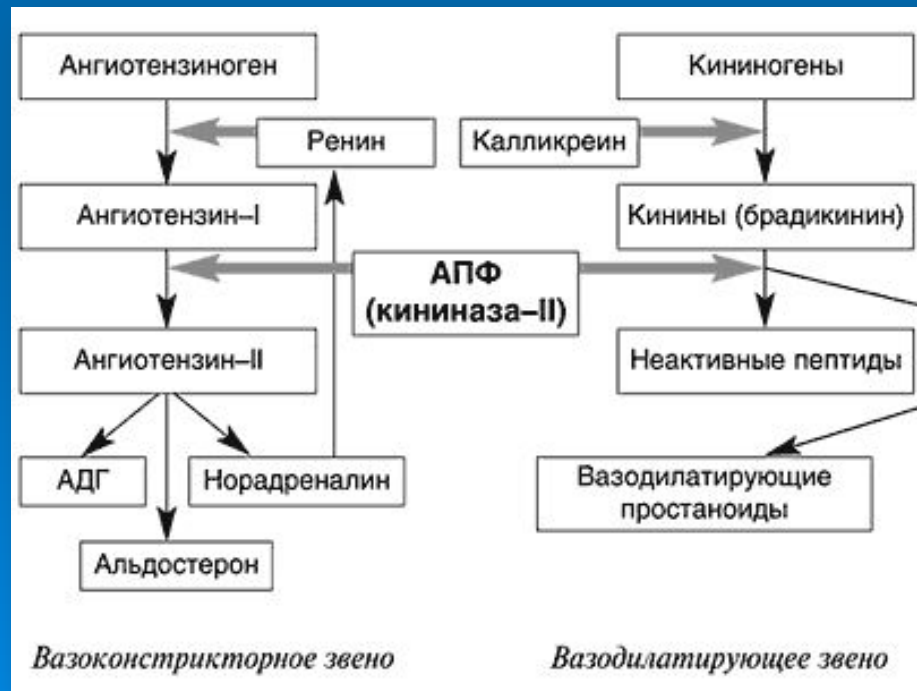 Ангиотензиноген
Кининогены
Ренин
Калликреин
Ангиотензин–I
Кинины (брадикинин)
АПФ
(кининаза–II)
Ангиотензин–II
Неактивные пептиды
АДГ
Норадреналин
Вазодилатирующие
простаноиды
Альдостерон
Вазоконстрикторное звено
Вазодилатирующее звено